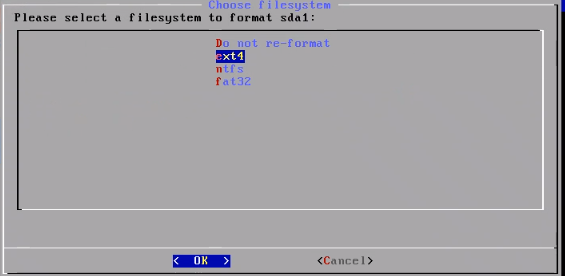 Choose filesystem
Please select a filesystem to format sda1:
Do not re-format
ext4
ntfs
fat32
< OK > <Cancel>